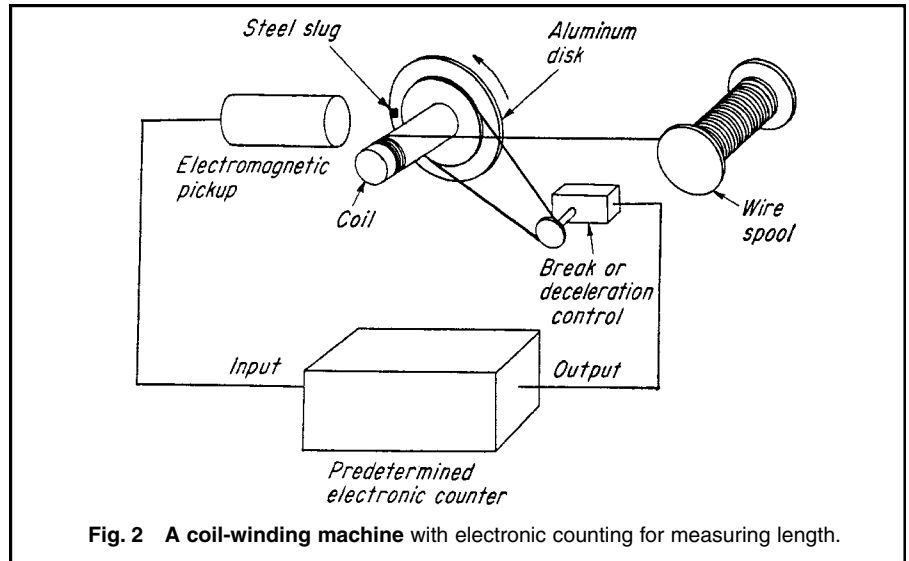 Steel slug
Aluminum
disk
Electromagnetic
pickup
Coil
Wire
spool
Break or
deceleration
control
Input
Output
Predetermined
electronic counter
Fig. 2 A coil-winding machine with electronic counting for measuring length.